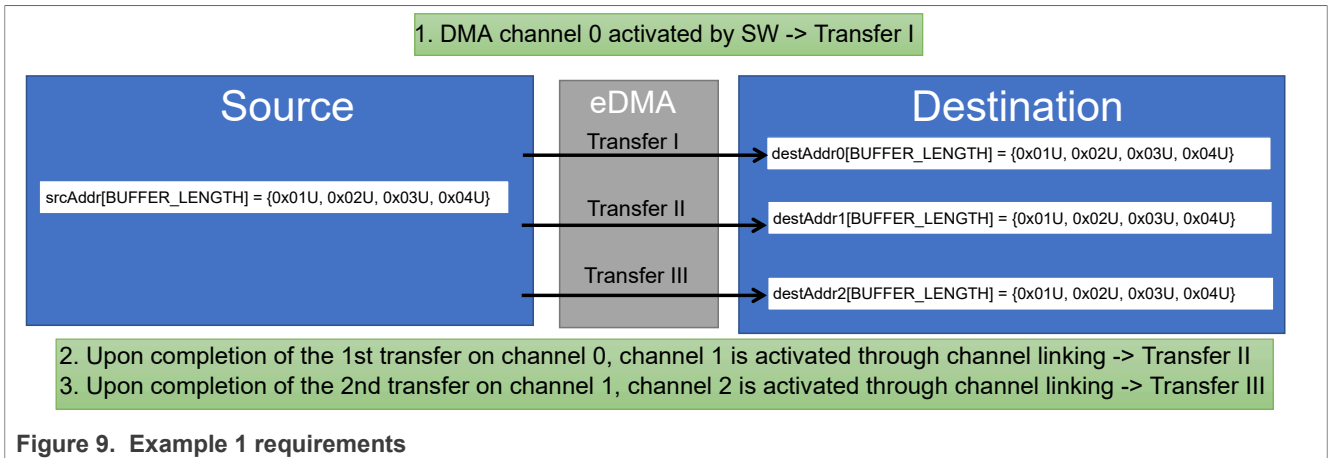 1. DMA channel 0 activated by SW -> Transfer I
Source
eDMA
Destination
Transfer I
destAddr0[BUFFER_LENGTH] = {0x01U, 0x02U, 0x03U, 0x04U}
srcAddr[BUFFER_LENGTH] = {0x01U, 0x02U, 0x03U, 0x04U}
Transfer II
destAddr1[BUFFER_LENGTH] = {0x01U, 0x02U, 0x03U, 0x04U}
Transfer III
destAddr2[BUFFER_LENGTH] = {0x01U, 0x02U, 0x03U, 0x04U}
2. Upon completion of the 1st transfer on channel 0, channel 1 is activated through channel linking -> Transfer II
3. Upon completion of the 2nd transfer on channel 1, channel 2 is activated through channel linking -> Transfer III
Figure 9. Example 1 requirements